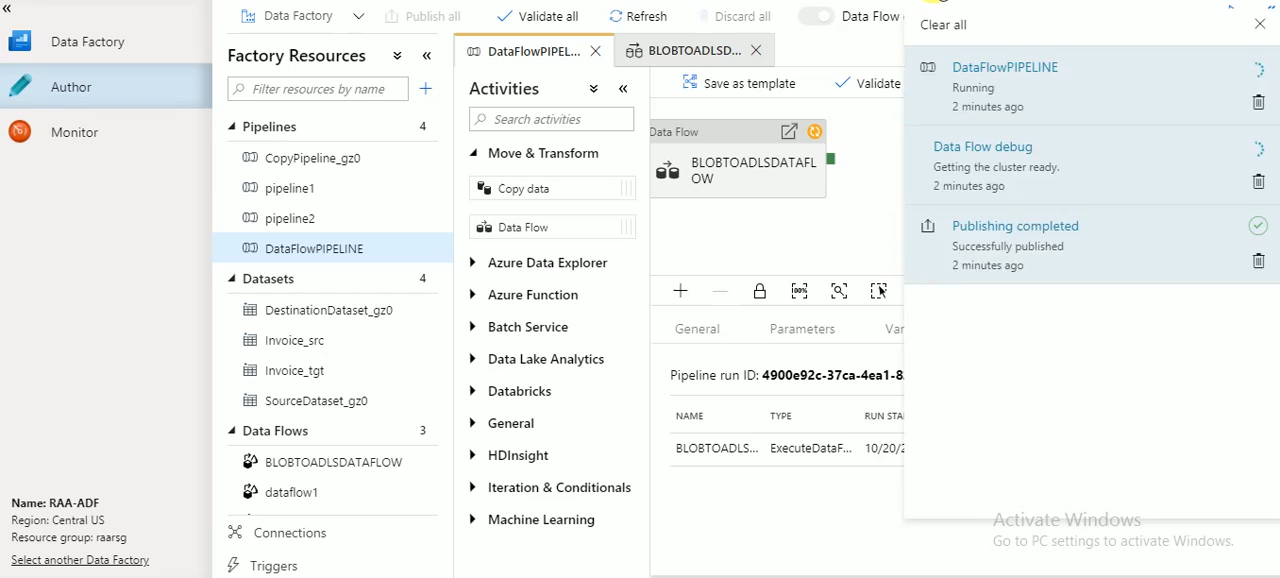 Data Factory
Author
Monitor
Name: RAA-ADF
Region: Central US
Resource group: raarsg
Select another Data Factory
Data Factory
Publish all
Validate all
Refresh
Discard all
Data Flow
Factory Resources
Filter resources by name
Pipelines 4
CopyPipeline_gz0
pipeline1
pipeline2
DataFlowPIPELINE
Datasets 4
DestinationDataset_gz0
Invoice_src
Invoice_tgt
SourceDataset_gz0
Data Flows 3
BLOBTOADLSDATAFLOW
dataflow1
Connections
Triggers
DataFlowPIPEL...
BLOBTOADLSD...
Activities
Search activities
Move & Transform
Copy data
Data Flow
Azure Data Explorer
Azure Function
Batch Service
Data Lake Analytics
Databricks
General
HDInsight
Iteration & Conditionals
Machine Learning
Save as template
Validate
Data Flow
BLOBTOADLSDATAFL
OW
General
Parameters
Var
Pipeline run ID: 4900e92c-37ca-4ea1-8
NAME TYPE RUN STA
BLOBTOADLS... ExecuteDataF... 10/20/2
Clear all
DataFlowPIPELINE
Running
2 minutes ago
Data Flow debug
Getting the cluster ready.
2 minutes ago
Publishing completed
Successfully published
2 minutes ago
Activate Windows
Go to PC settings to activate Windows.